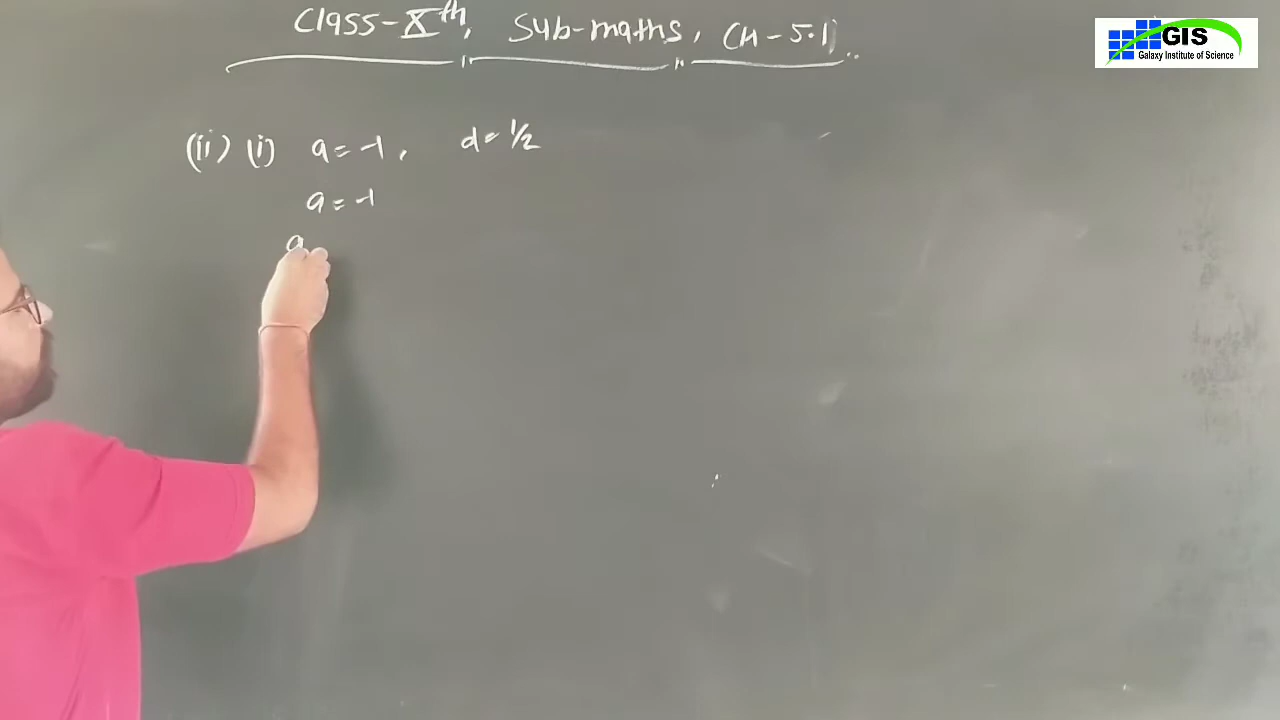 Class-Xth, Sub-maths, CH-5.1
GIS
Galaxy Institute of Science
(ii) (i) a = -1, d = 1/2
a = -1
a